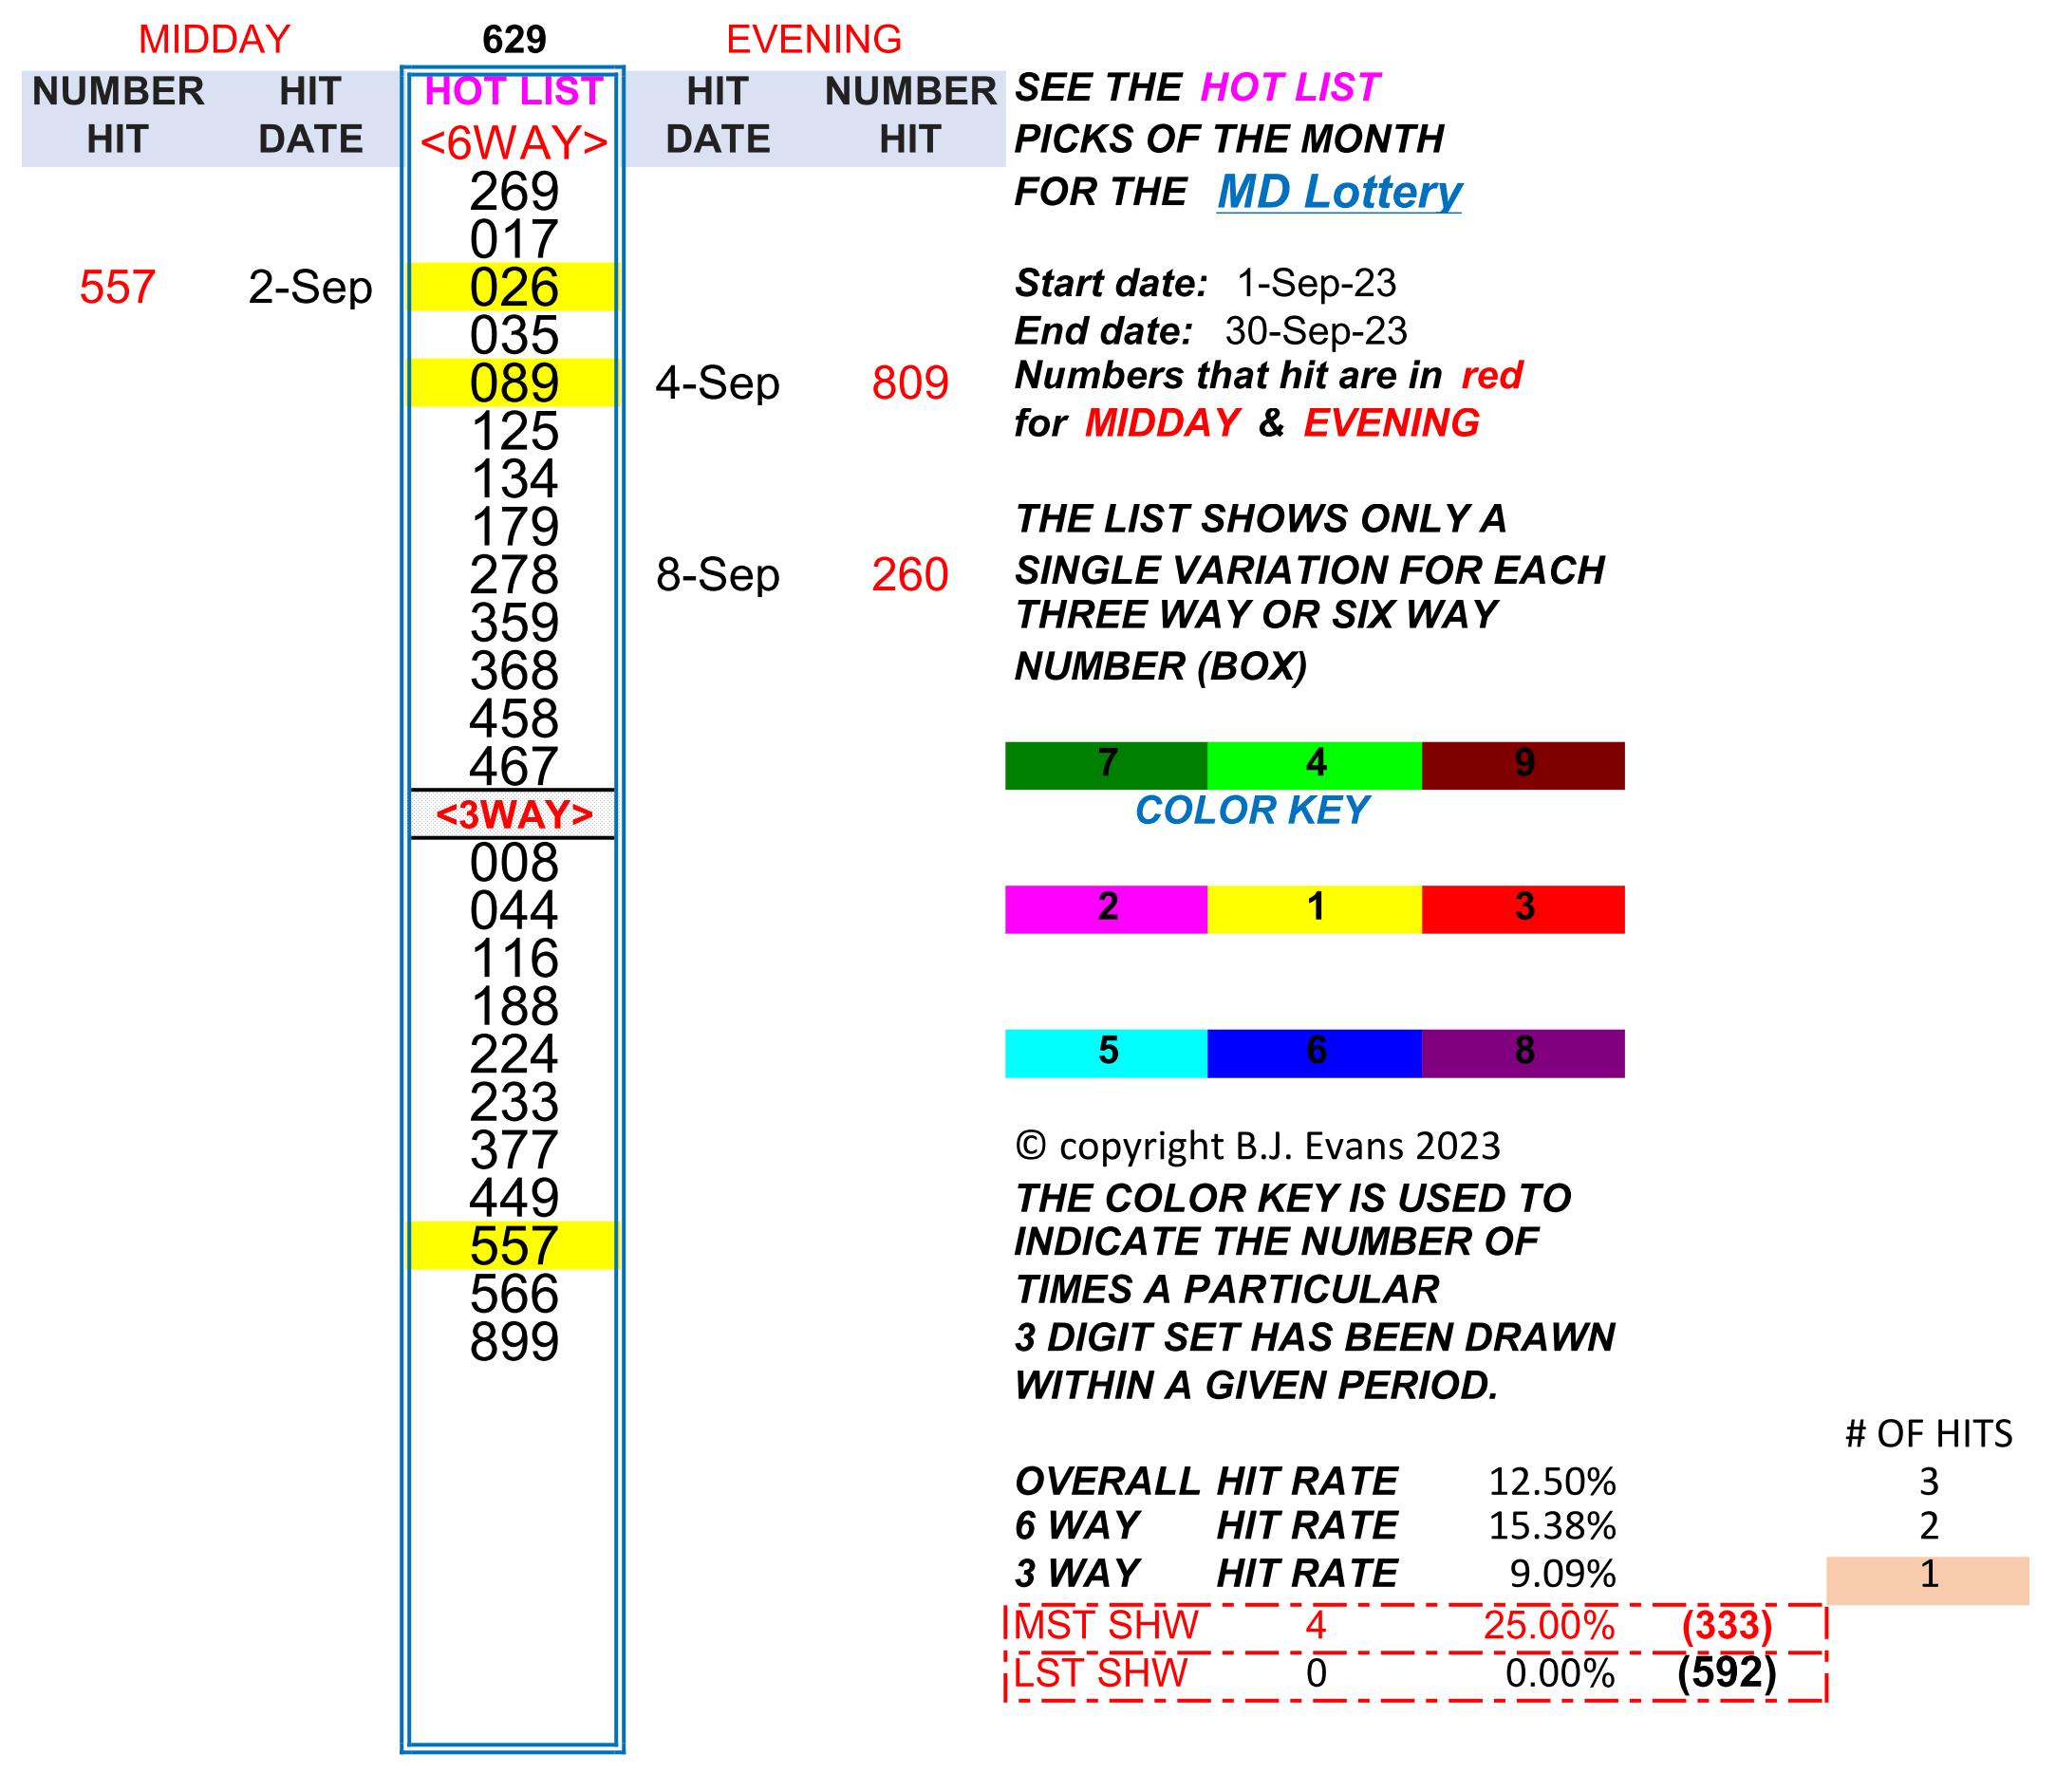 MIDDAY 629 EVENING
NUMBER HIT HOT LIST HIT NUMBER SEE THE HOT LIST
HIT DATE <6WAY> DATE HIT PICKS OF THE MONTH
269 FOR THE MD Lottery
017
557 2-Sep 026 Start date: 1-Sep-23
035 End date: 30-Sep-23
089 4-Sep 809 Numbers that hit are in red
125 for MIDDAY & EVENING
134
179 THE LIST SHOWS ONLY A
278 8-Sep 260 SINGLE VARIATION FOR EACH
359 THREE WAY OR SIX WAY
368 NUMBER (BOX)
458
467 7 4 9
<3WAY> COLOR KEY
008
044 2 1 3
116
188
224 5 6 8
233
377 © copyright B.J. Evans 2023
449 THE COLOR KEY IS USED TO
557 INDICATE THE NUMBER OF
566 TIMES A PARTICULAR
899 3 DIGIT SET HAS BEEN DRAWN
WITHIN A GIVEN PERIOD.
# OF HITS
OVERALL HIT RATE 12.50% 3
6 WAY HIT RATE 15.38% 2
3 WAY HIT RATE 9.09% 1
MST SHW 4 25.00% (333)
LST SHW 0 0.00% (592)